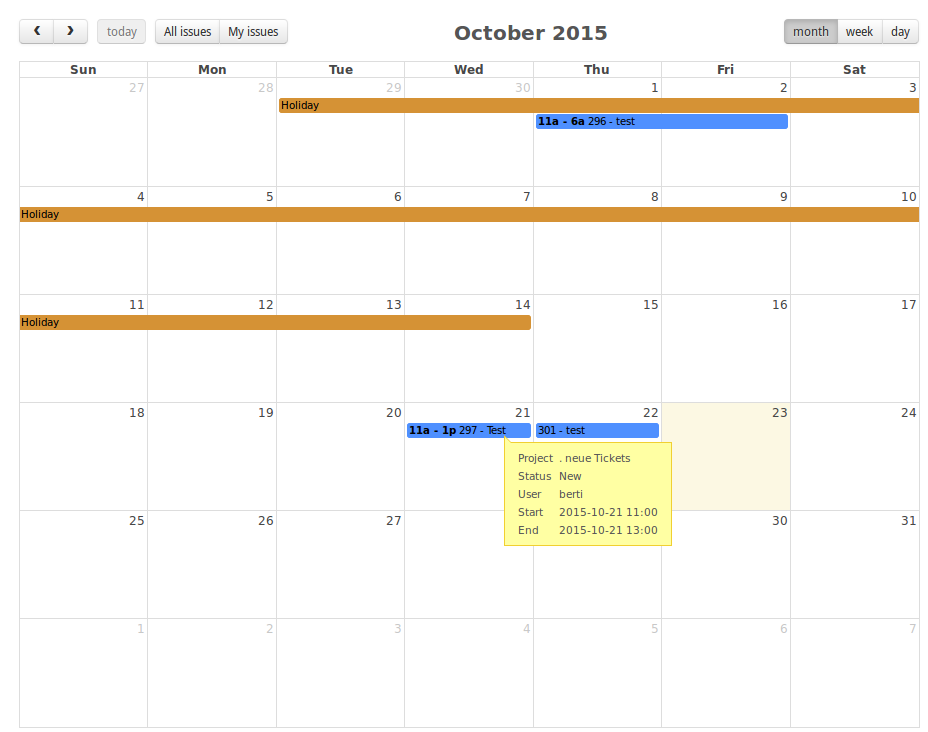 ‹ › today All issues My issues October 2015 month week day
Sun Mon Tue Wed Thu Fri Sat
27 28 29 30 1 2 3
Holiday
11a - 6a 296 - test
4 5 6 7 8 9 10
Holiday
11 12 13 14 15 16 17
Holiday
18 19 20 21 22 23 24
11a - 1p 297 - Test 301 - test
Project . neue Tickets
Status New
User berti
Start 2015-10-21 11:00
End 2015-10-21 13:00
25 26 27 30 31
1 2 3 4 5 6 7